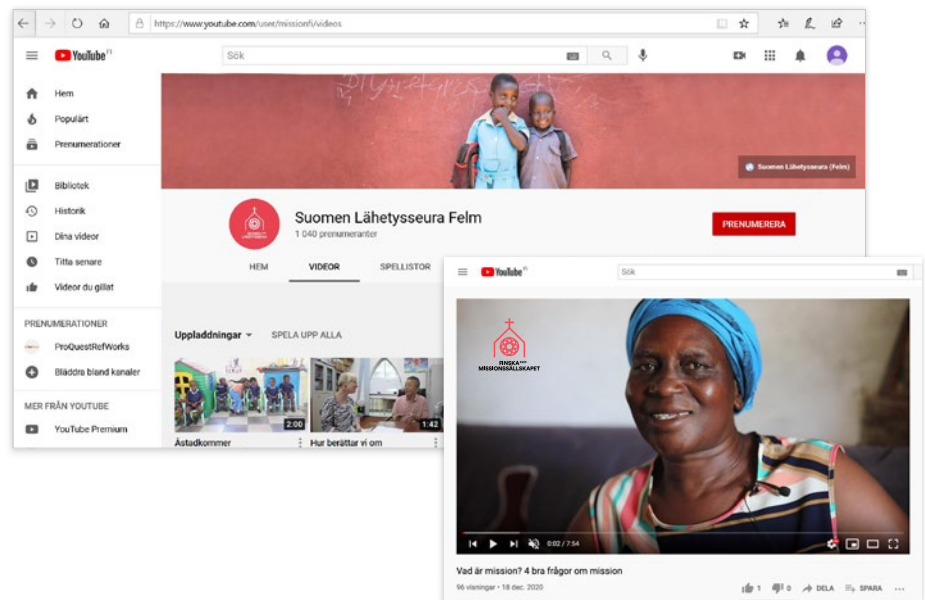 https://www.youtube.com/user/missionfi/videos
YouTube FI
Sök
Hem
Populärt
Prenumerationer
Bibliotek
Historik
Dina videor
Titta senare
Videor du gillat
PRENUMERATIONER
ProQuestRefWorks
Bläddra bland kanaler
MER FRÅN YOUTUBE
YouTube Premium
Suomen Lähetysseura (Felm)
Suomen Lähetysseura Felm
1 040 prenumeranter
PRENUMERERA
HEM VIDEOR SPELLISTOR
Uppladdningar SPELA UPP ALLA
2:00
1:42
Åstadkommer
Hur berättar vi om
YouTube FI
Sök
FINSKA
MISSIONSSÄLLSKAPET
0:02 / 7:54
Vad är mission? 4 bra frågor om mission
96 visningar • 18 dec. 2020
1 0 DELA SPARA